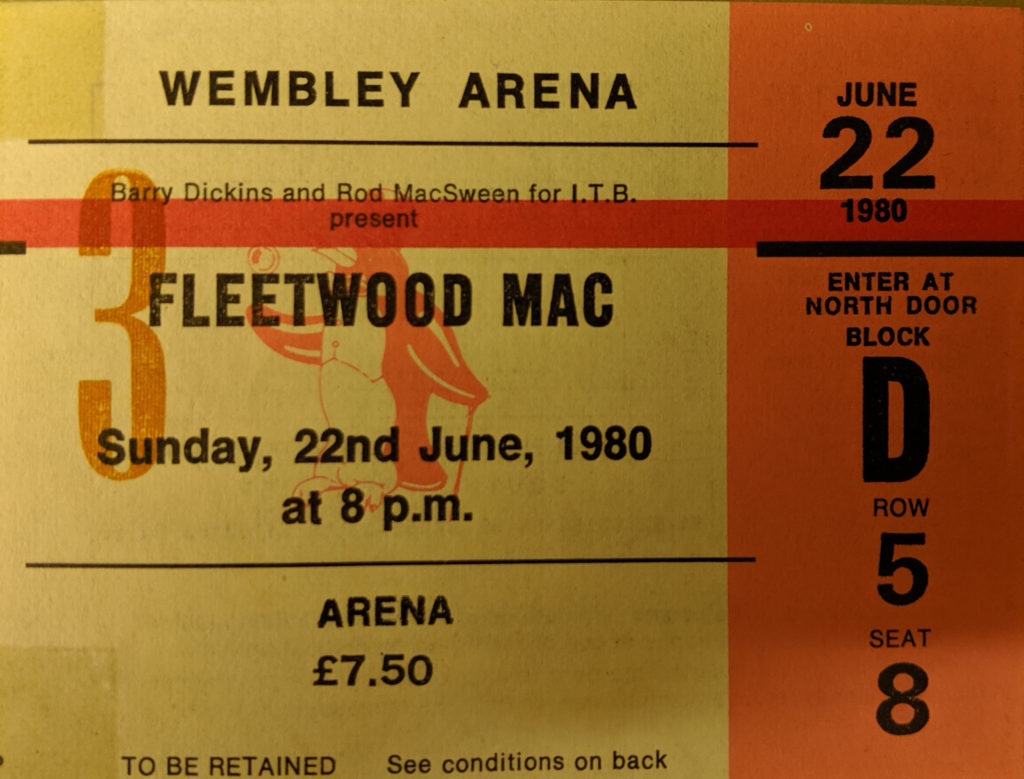 WEMBLEY ARENA
Barry Dickins and Rod MacSween for I.T.B.
present
3
FLEETWOOD MAC
Sunday, 22nd June, 1980
at 8 p.m.
ARENA
£7.50
TO BE RETAINED See conditions on back
JUNE
22
1980
ENTER AT
NORTH DOOR
BLOCK
D
ROW
5
SEAT
8